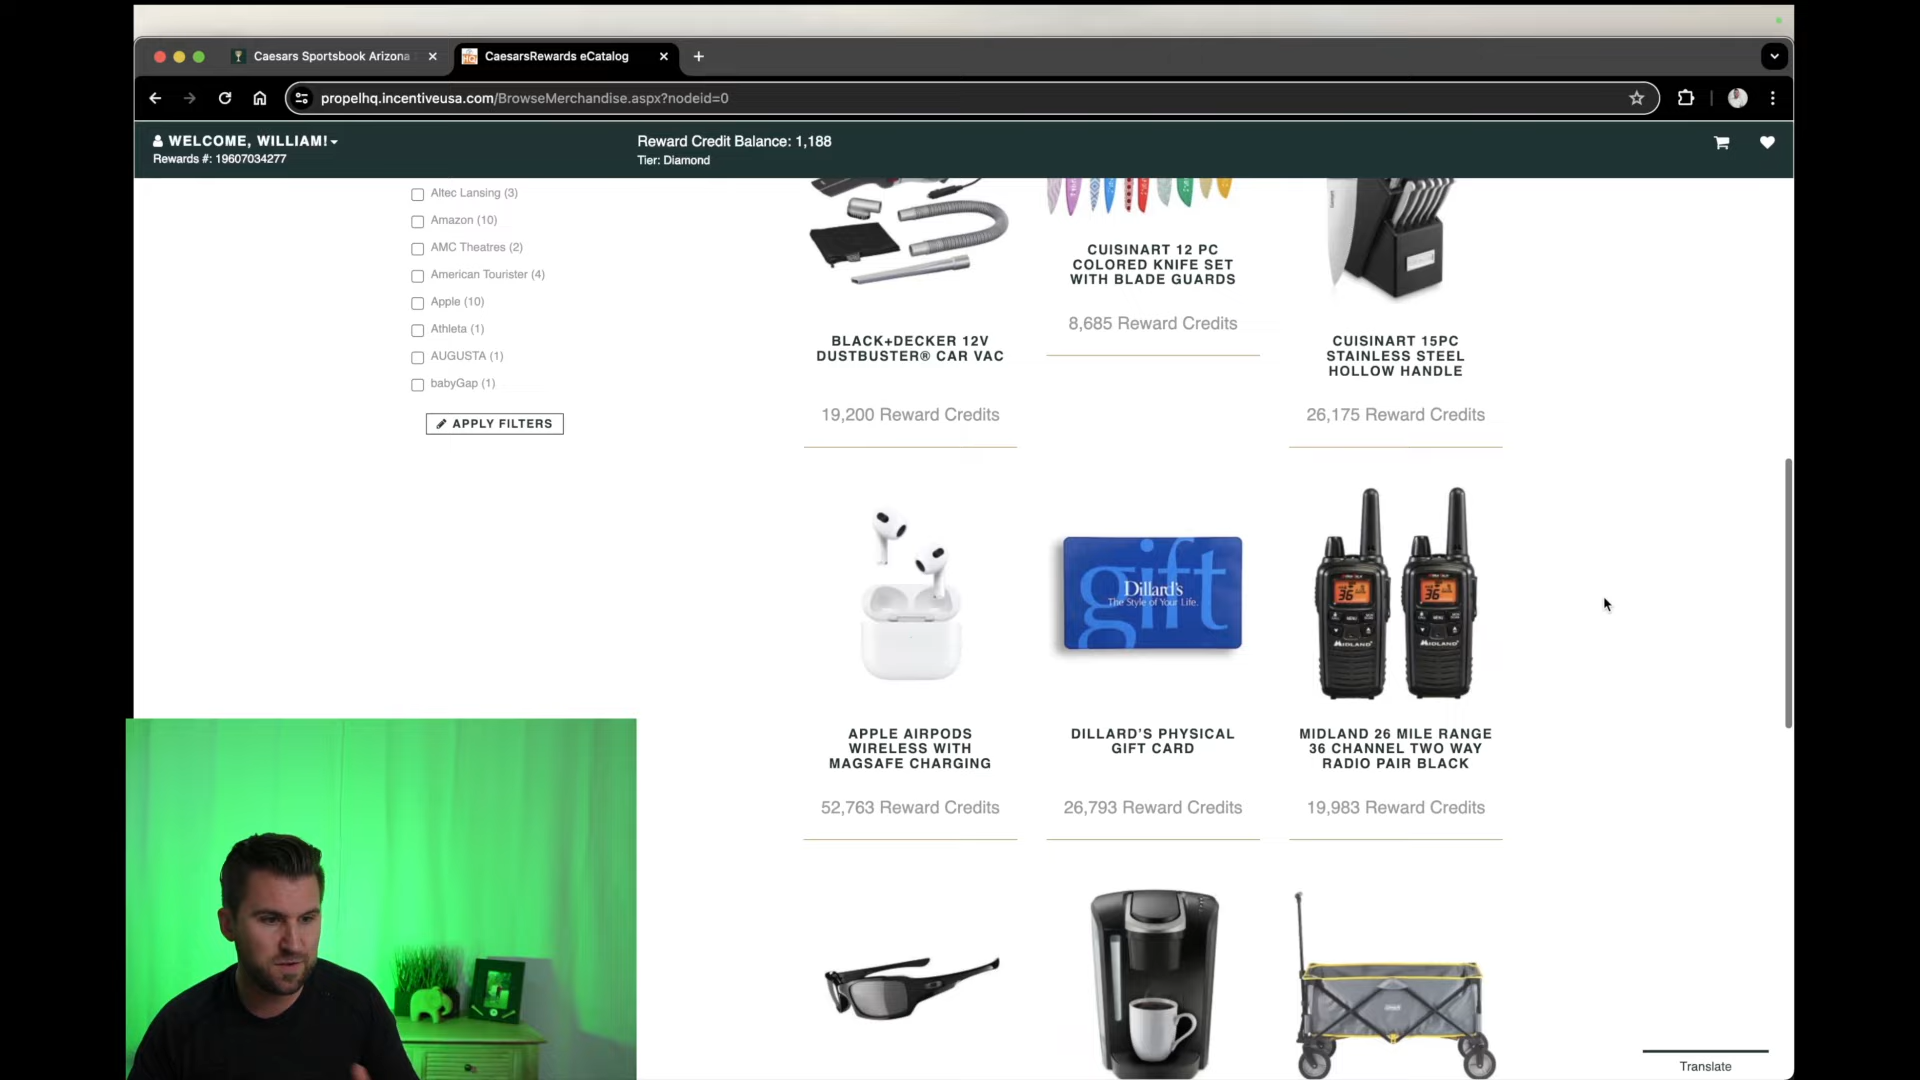 Caesars Sportsbook Arizona
CaesarsRewards eCatalog
propelhq.incentiveusa.com/BrowseMerchandise.aspx?nodeid=0
WELCOME, WILLIAM!
Rewards #: 19607034277
Reward Credit Balance: 1,188
Tier: Diamond
Altec Lansing (3)
Amazon (10)
AMC Theatres (2)
American Tourister (4)
Apple (10)
Athleta (1)
AUGUSTA (1)
babyGap (1)
APPLY FILTERS
BLACK+DECKER 12V
DUSTBUSTER® CAR VAC
19,200 Reward Credits
CUISINART 12 PC
COLORED KNIFE SET
WITH BLADE GUARDS
8,685 Reward Credits
CUISINART 15PC
STAINLESS STEEL
HOLLOW HANDLE
26,175 Reward Credits
gift
Dillard's
The Style of Your Life.
36
36
MENU
MENU
MIDLAND
MIDLAND
APPLE AIRPODS
WIRELESS WITH
MAGSAFE CHARGING
52,763 Reward Credits
DILLARD'S PHYSICAL
GIFT CARD
26,793 Reward Credits
MIDLAND 26 MILE RANGE
36 CHANNEL TWO WAY
RADIO PAIR BLACK
19,983 Reward Credits
Translate